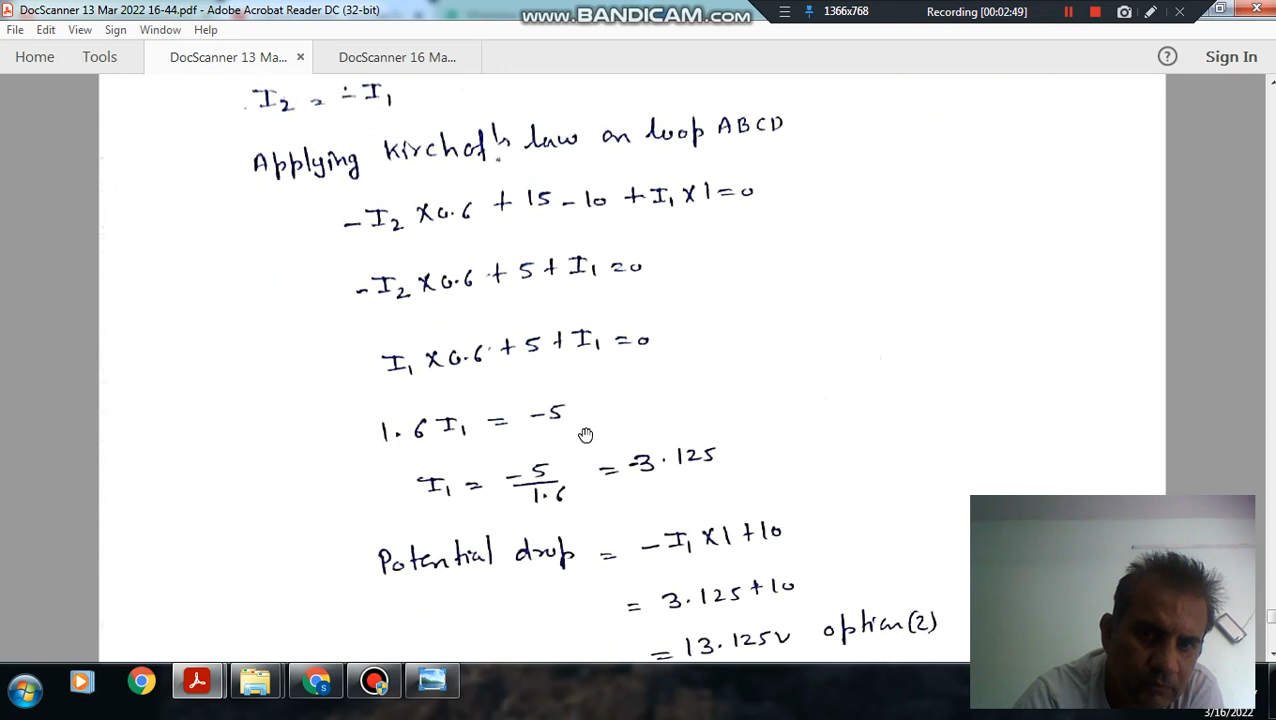 DocScanner 13 Mar 2022 16-44.pdf - Adobe Acrobat Reader DC (32-bit)
www.BANDICAM.com
1366x768
Recording [00:02:49]
File Edit View Sign Window Help
Home Tools DocScanner 13 Ma... × DocScanner 16 Ma... Sign In
I₂ = -I₁
Applying Kirchof's law on loop ABCD
-I₂ × 0.6 + 15 - 10 + I₁ × 1 = 0
-I₂ × 0.6 + 5 + I₁ = 0
I₁ × 0.6 + 5 + I₁ = 0
1.6 I₁ = -5
I₁ = -5/1.6 = -3.125
Potential drop = -I₁ × 1 + 10
= 3.125 + 10
= 13.125v option (2)
3/16/2022